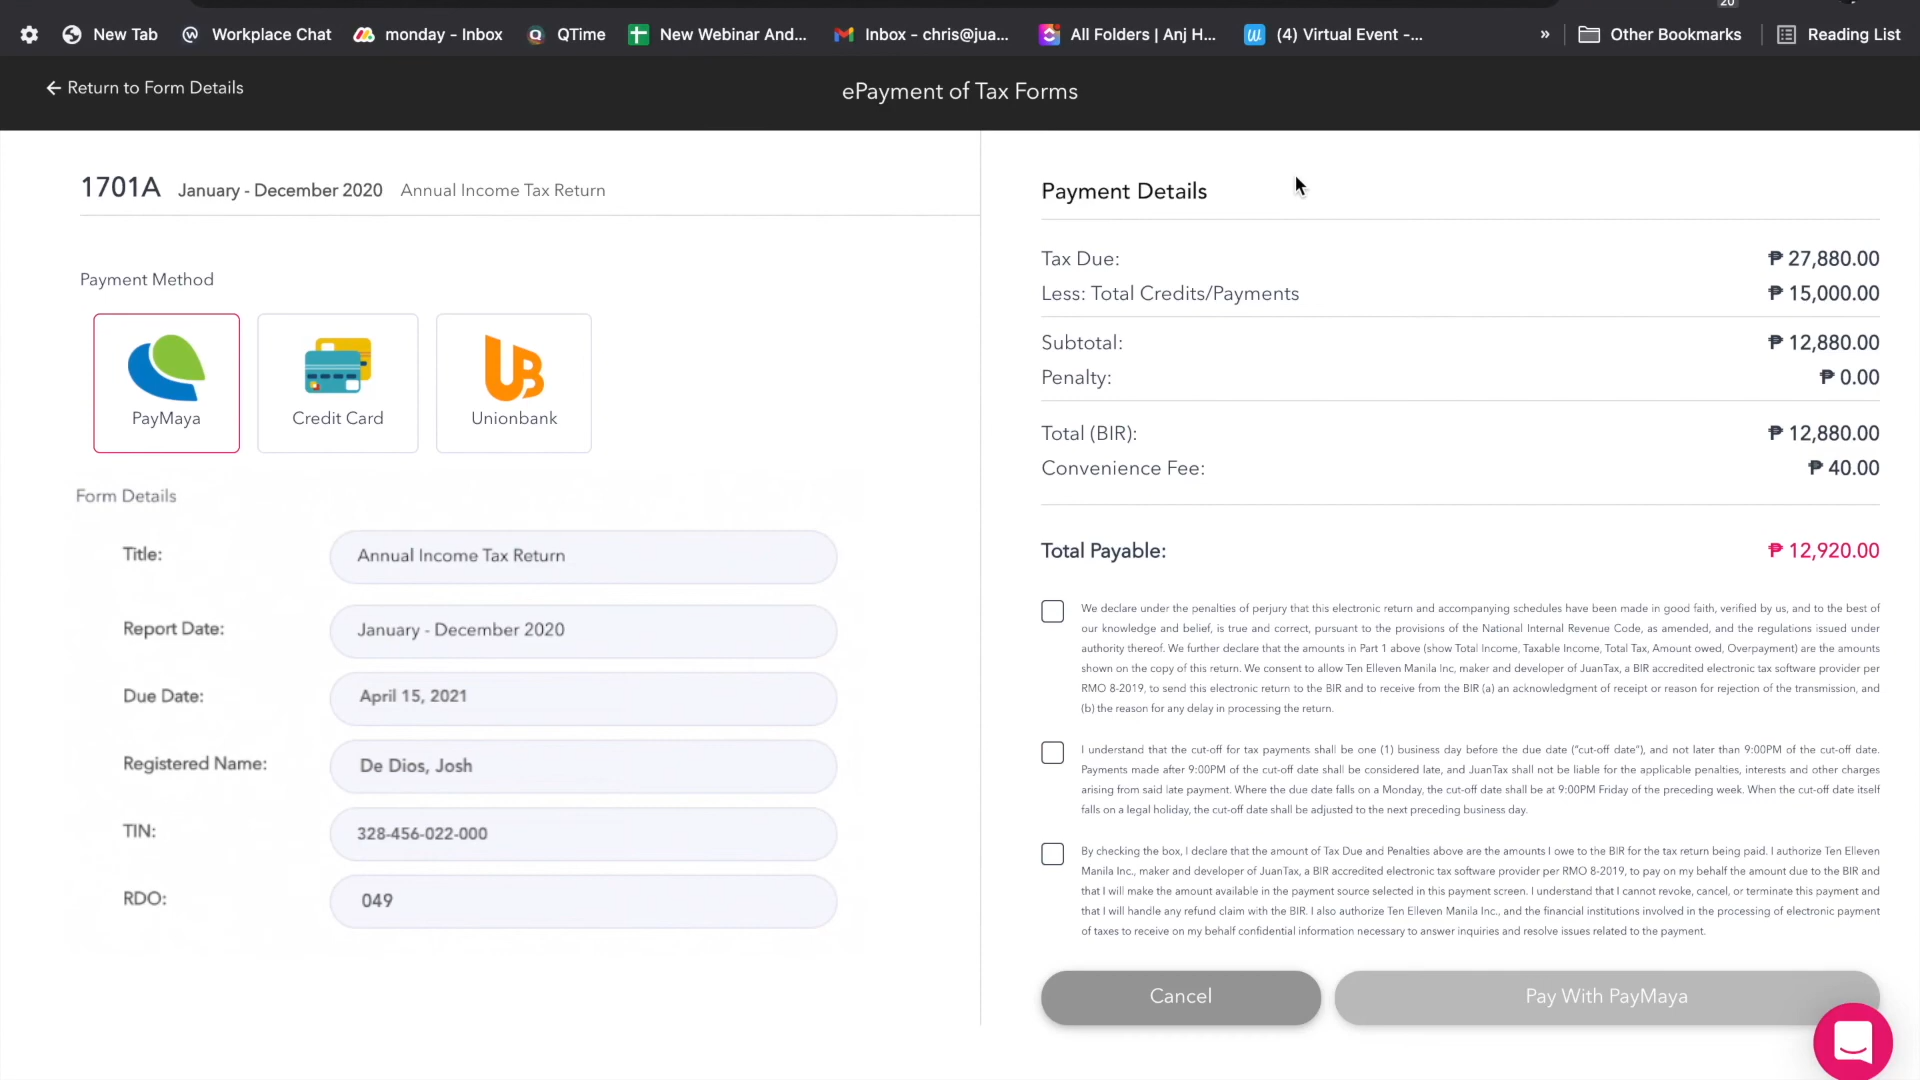 20
New Tab
Workplace Chat
monday - Inbox
QTime
New Webinar And...
Inbox - chris@jua...
All Folders | Anj H...
(4) Virtual Event -...
»
Other Bookmarks
Reading List
← Return to Form Details
ePayment of Tax Forms
1701A January - December 2020 Annual Income Tax Return
Payment Method
PayMaya
Credit Card
UB
Unionbank
Form Details
Title: Annual Income Tax Return
Report Date: January - December 2020
Due Date: April 15, 2021
Registered Name: De Dios, Josh
TIN: 328-456-022-000
RDO: 049
Payment Details
Tax Due: ₱ 27,880.00
Less: Total Credits/Payments ₱ 15,000.00
Subtotal: ₱ 12,880.00
Penalty: ₱ 0.00
Total (BIR): ₱ 12,880.00
Convenience Fee: ₱ 40.00
Total Payable: ₱ 12,920.00
We declare under the penalties of perjury that this electronic return and accompanying schedules have been made in good faith, verified by us, and to the best of
our knowledge and belief, is true and correct, pursuant to the provisions of the National Internal Revenue Code, as amended, and the regulations issued under
authority thereof. We further declare that the amounts in Part 1 above (show Total Income, Taxable Income, Total Tax, Amount owed, Overpayment) are the amounts
shown on the copy of this return. We consent to allow Ten Elleven Manila Inc, maker and developer of JuanTax, a BIR accredited electronic tax software provider per
RMO 8-2019, to send this electronic return to the BIR and to receive from the BIR (a) an acknowledgment of receipt or reason for rejection of the transmission, and
(b) the reason for any delay in processing the return.
I understand that the cut-off for tax payments shall be one (1) business day before the due date (“cut-off date”), and not later than 9:00PM of the cut-off date.
Payments made after 9:00PM of the cut-off date shall be considered late, and JuanTax shall not be liable for the applicable penalties, interests and other charges
arising from said late payment. Where the due date falls on a Monday, the cut-off date shall be at 9:00PM Friday of the preceding week. When the cut-off date itself
falls on a legal holiday, the cut-off date shall be adjusted to the next preceding business day.
By checking the box, I declare that the amount of Tax Due and Penalties above are the amounts I owe to the BIR for the tax return being paid. I authorize Ten Elleven
Manila Inc., maker and developer of JuanTax, a BIR accredited electronic tax software provider per RMO 8-2019, to pay on my behalf the amount due to the BIR and
that I will make the amount available in the payment source selected in this payment screen. I understand that I cannot revoke, cancel, or terminate this payment and
that I will handle any refund claim with the BIR. I also authorize Ten Elleven Manila Inc., and the financial institutions involved in the processing of electronic payment
of taxes to receive on my behalf confidential information necessary to answer inquiries and resolve issues related to the payment.
Cancel
Pay With PayMaya